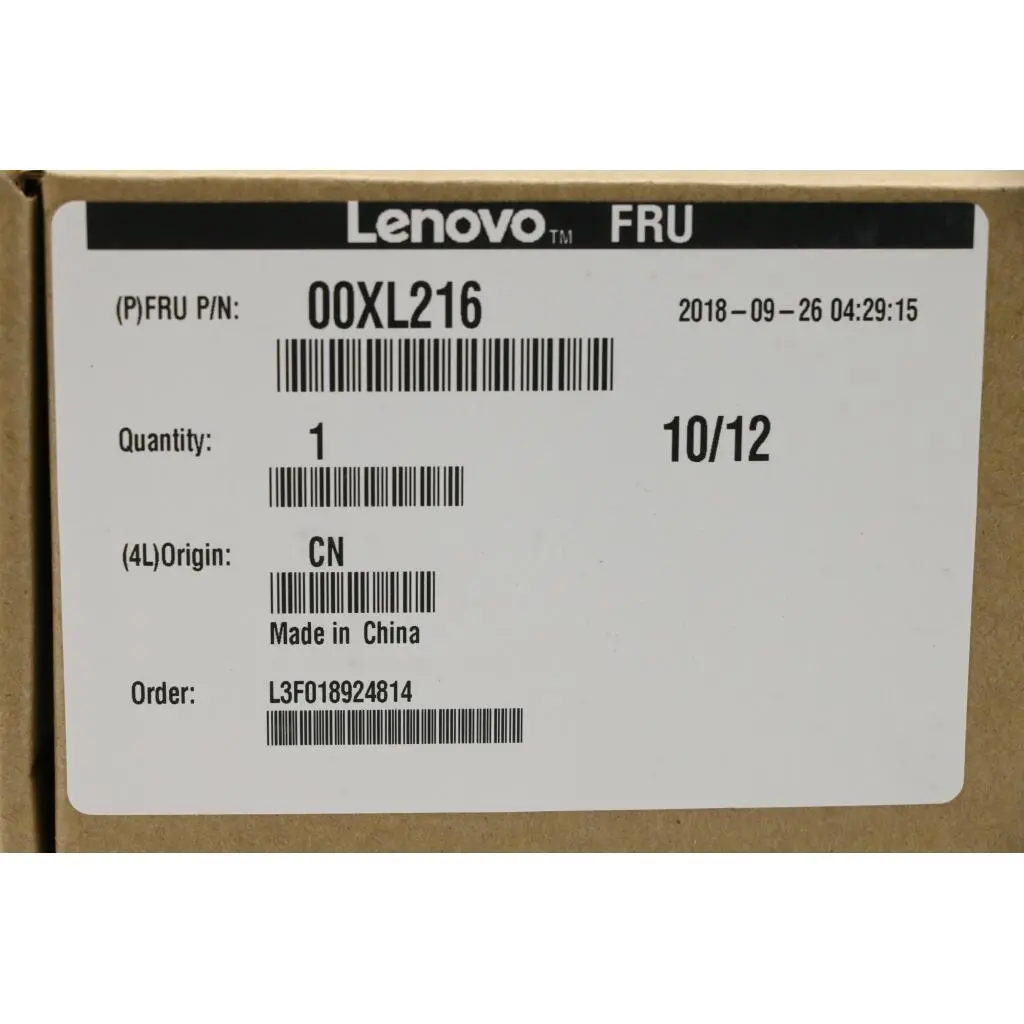 Lenovo™ FRU
(P)FRU P/N: 00XL216 2018-09-26 04:29:15
Quantity: 1 10/12
(4L)Origin: CN
Made in China
Order: L3F018924814